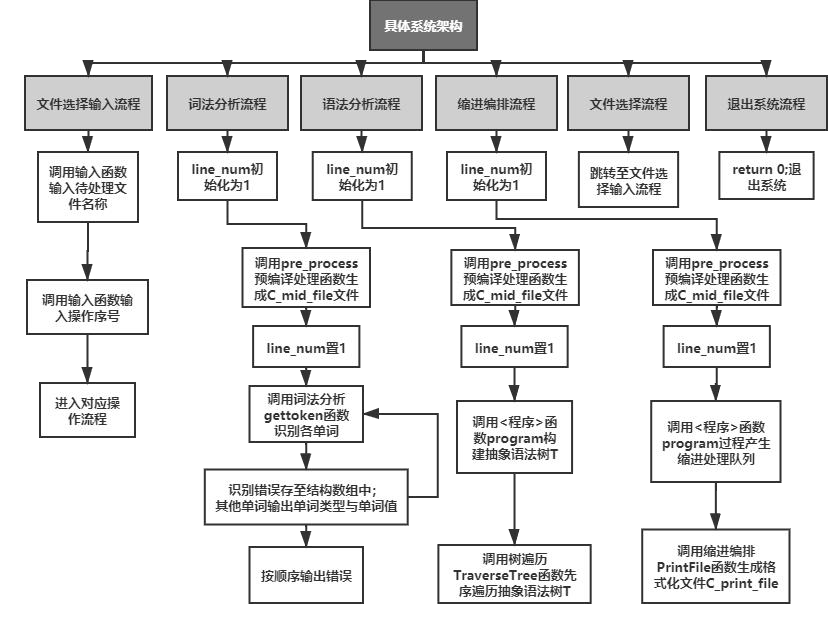 具体系统架构
文件选择输入流程
词法分析流程
语法分析流程
缩进编排流程
文件选择流程
退出系统流程
调用输入函数
输入待处理文
件名称
line_num初
始化为1
line_num初
始化为1
line_num初
始化为1
跳转至文件选
择输入流程
return 0;退
出系统
调用pre_process
预编译处理函数生
成C_mid_file文件
调用pre_process
预编译处理函数生
成C_mid_file文件
调用pre_process
预编译处理函数生
成C_mid_file文件
调用输入函数输
入操作序号
line_num置1
line_num置1
line_num置1
进入对应操
作流程
调用词法分析
gettoken函数
识别各单词
调用<程序>函
数program构
建抽象语法树T
调用<程序>函数
program过程产生
缩进处理队列
识别错误存至结构数组中；
其他单词输出单词类型与单词值
按顺序输出错误
调用树遍历
TraverseTree函数先
序遍历抽象语法树T
调用缩进编排
PrintFile函数生成格
式化文件C_print_file